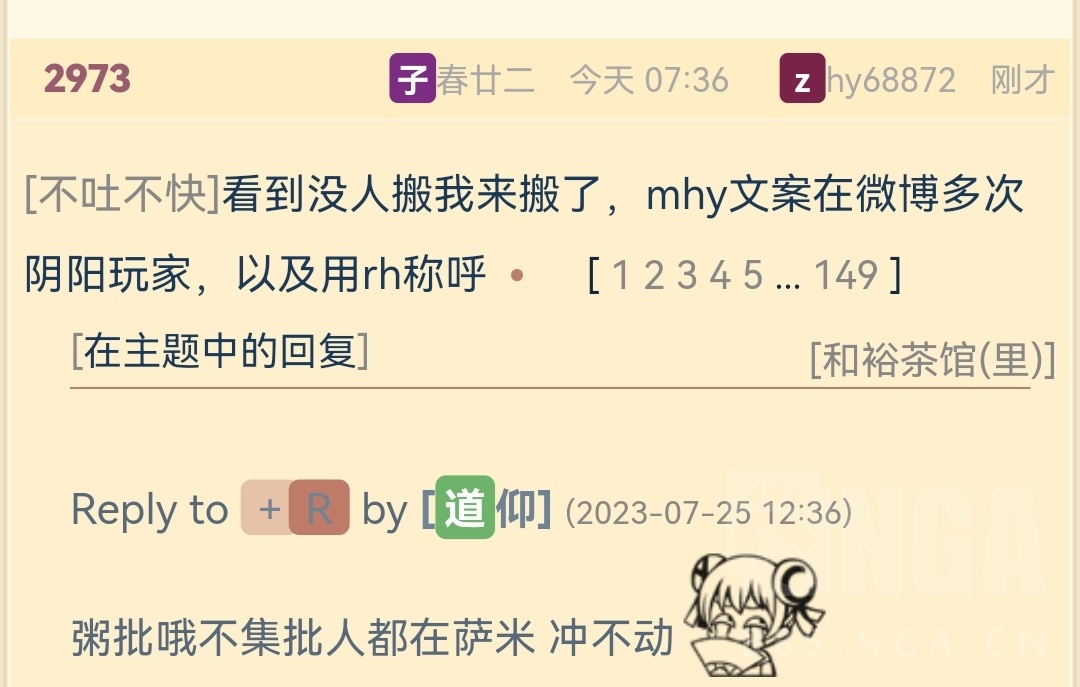 2973 子春廿二 今天 07:36 zhy68872 刚才
[不吐不快]看到没人搬我来搬了，mhy文案在微博多次
阴阳玩家，以及用rh称呼 • [ 1 2 3 4 5 ... 149 ]
[在主题中的回复] [和裕茶馆(里)]
Reply to +R by [道仰] (2023-07-25 12:36)
粥批哦不集批人都在萨米 冲不动
NGA
.NGA.CN